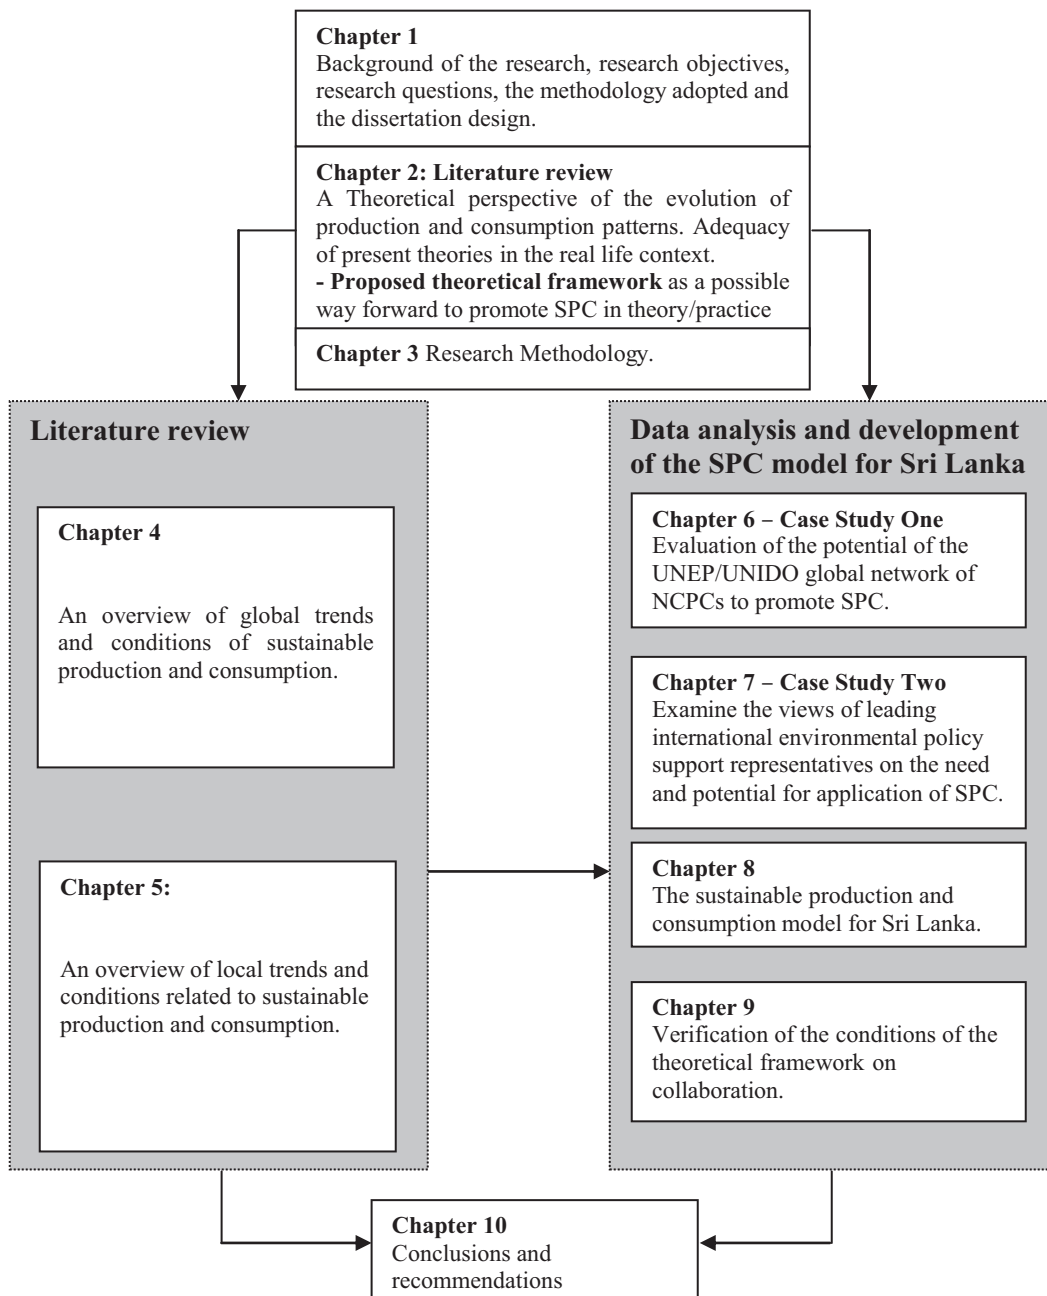 Chapter 1
Background of the research, research objectives,
research questions, the methodology adopted and
the dissertation design.
Chapter 2: Literature review
A Theoretical perspective of the evolution of
production and consumption patterns. Adequacy
of present theories in the real life context.
- Proposed theoretical framework as a possible
way forward to promote SPC in theory/practice
Chapter 3 Research Methodology.
Literature review
Chapter 4
An overview of global trends
and conditions of sustainable
production and consumption.
Chapter 5:
An overview of local trends and
conditions related to sustainable
production and consumption.
Data analysis and development
of the SPC model for Sri Lanka
Chapter 6 – Case Study One
Evaluation of the potential of the
UNEP/UNIDO global network of
NCPCs to promote SPC.
Chapter 7 – Case Study Two
Examine the views of leading
international environmental policy
support representatives on the need
and potential for application of SPC.
Chapter 8
The sustainable production and
consumption model for Sri Lanka.
Chapter 9
Verification of the conditions of the
theoretical framework on
collaboration.
Chapter 10
Conclusions and
recommendations